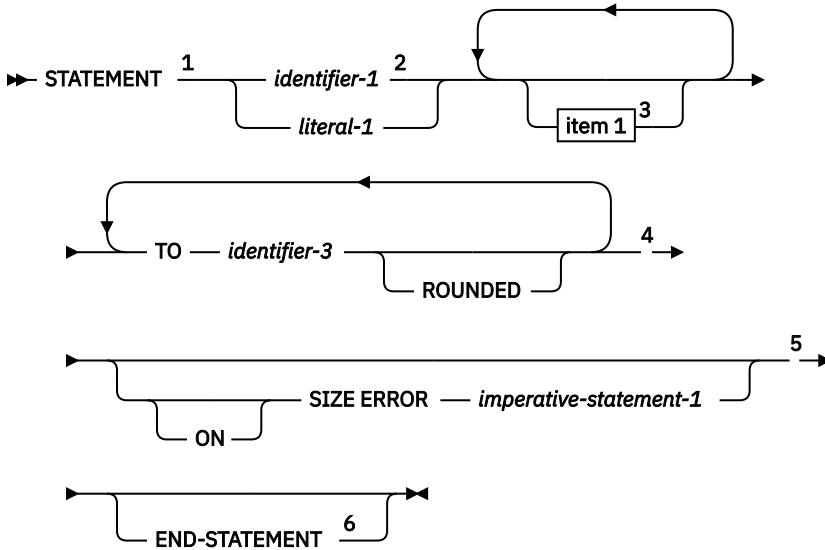 STATEMENT 1 identifier-1 2
literal-1
item 1 3
TO identifier-3 4
ROUNDED
5
SIZE ERROR imperative-statement-1
ON
END-STATEMENT 6